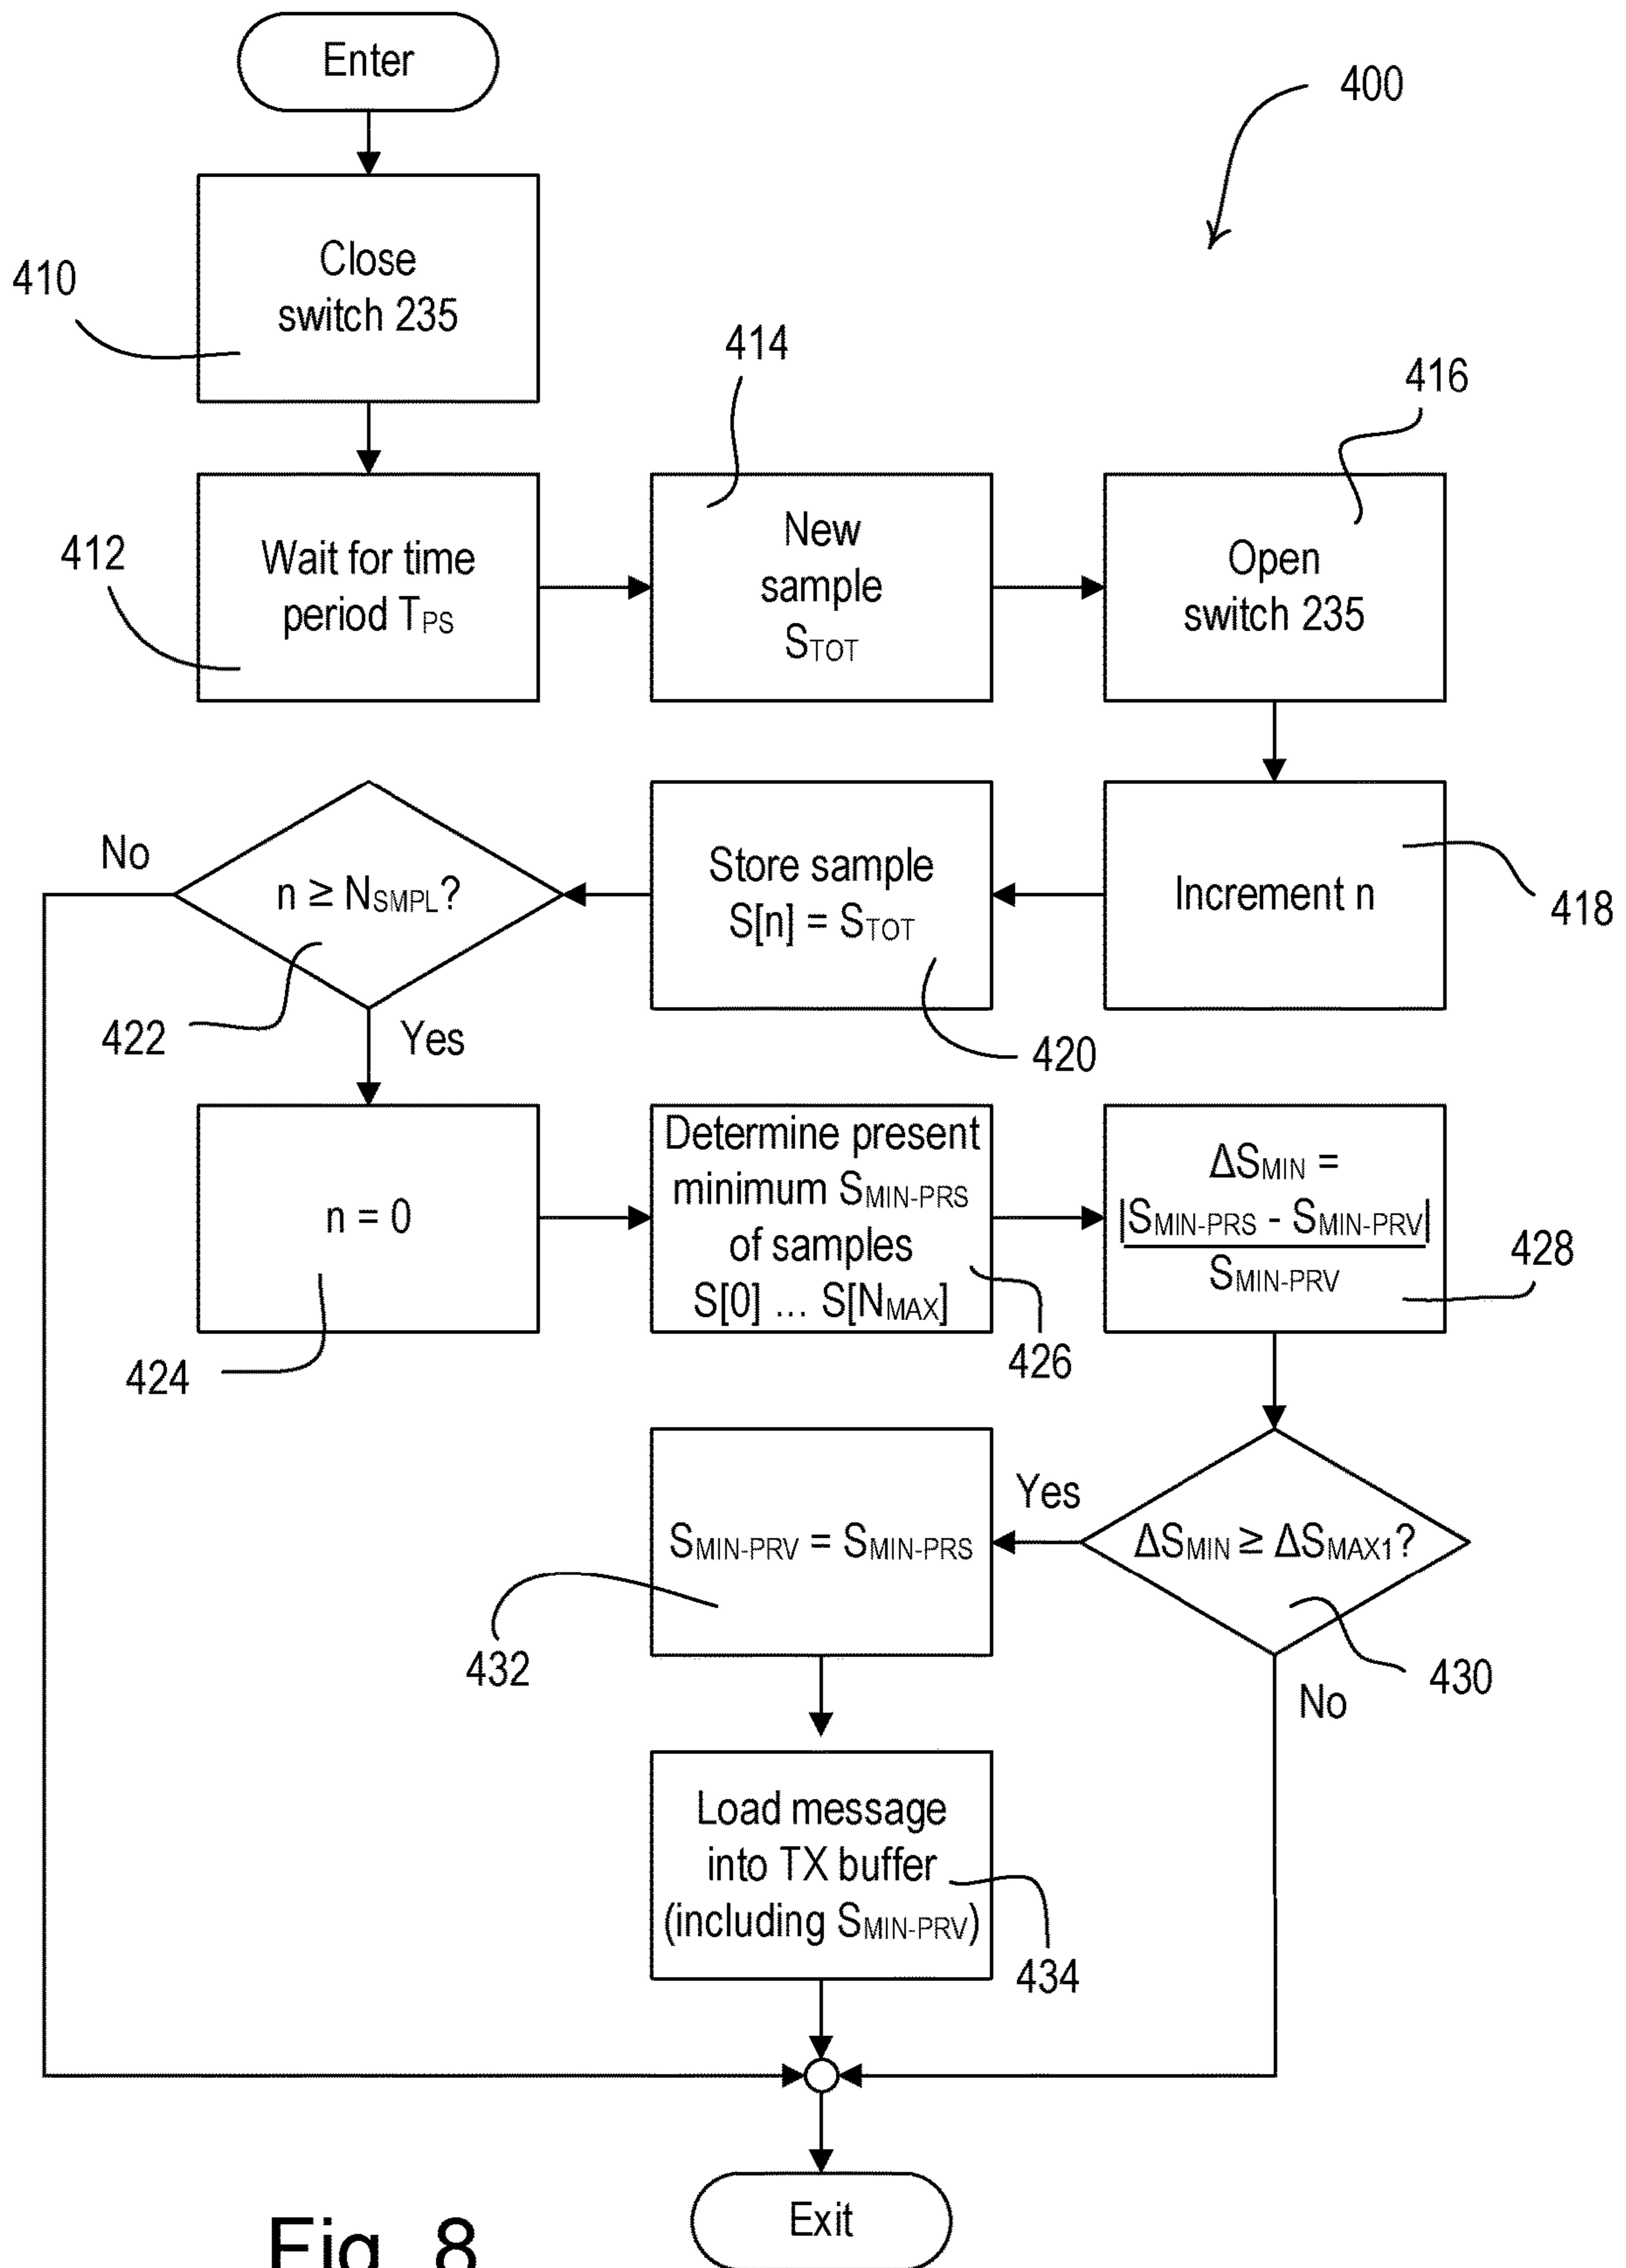 Enter
400
Close
switch 235
410
414
416
Wait for time
period TPS
412
New
sample
STOT
Open
switch 235
No
n ≥ NSMPL?
422
Yes
Store sample
S[n] = STOT
420
Increment n
418
n = 0
424
Determine present
minimum SMIN-PRS
of samples
S[0] ... S[NMAX]
426
ΔSMIN =
|SMIN-PRS - SMIN-PRV|
SMIN-PRV
428
SMIN-PRV = SMIN-PRS
432
Yes
ΔSMIN ≥ ΔSMAX1?
430
No
Load message
into TX buffer
(including SMIN-PRV)
434
Exit
Fig. 8